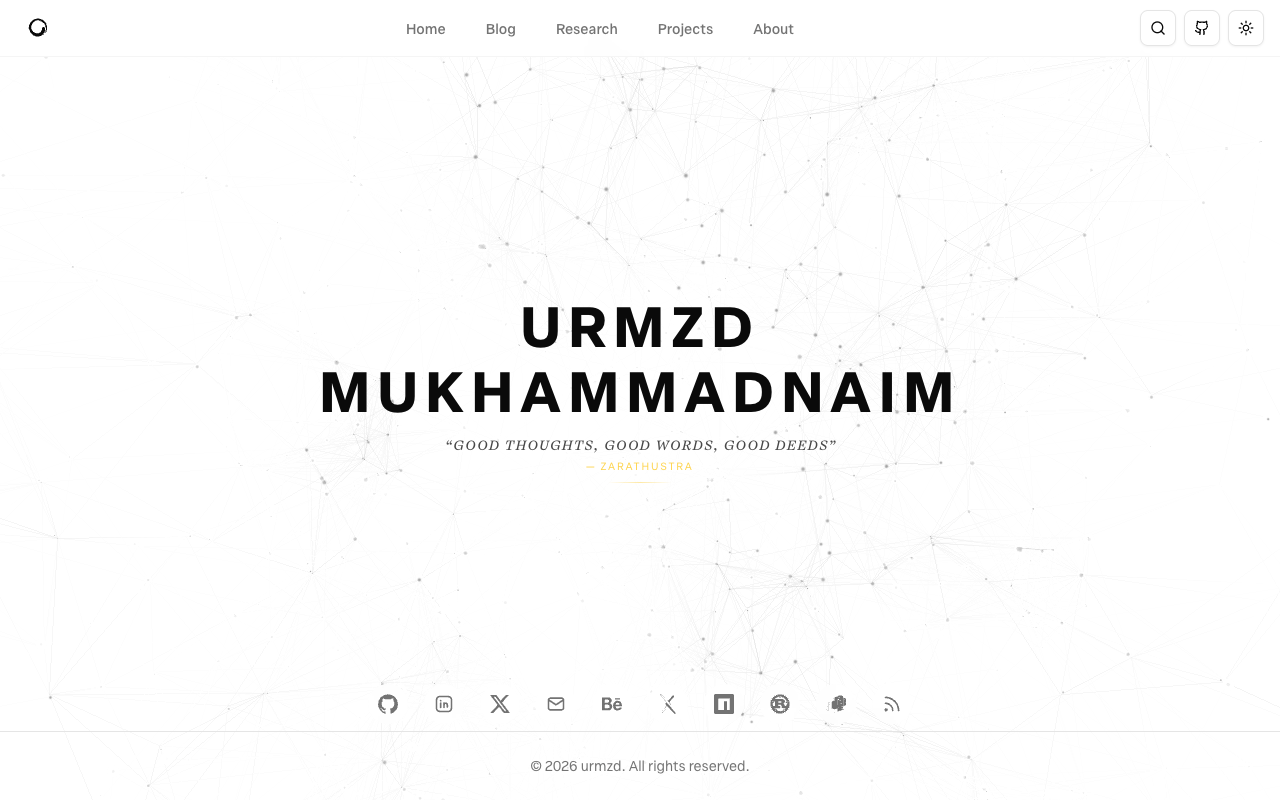 Home
Blog
Research
Projects
About
URMZD
MUKHAMMADNAIM
“GOOD THOUGHTS, GOOD WORDS, GOOD DEEDS”
— ZARATHUSTRA
Bē
© 2026 urmzd. All rights reserved.